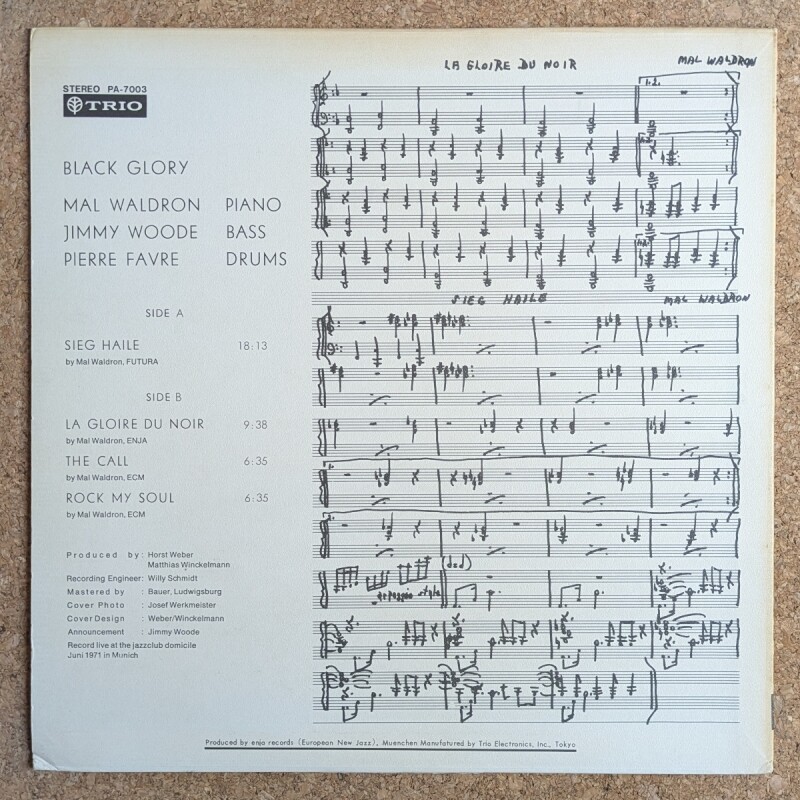 STEREO PA-7003
TRIO
BLACK GLORY
MAL WALDRON PIANO
JIMMY WOODE BASS
PIERRE FAVRE DRUMS
SIDE A
SIEG HAILE 18:13
by Mal Waldron, FUTURA
SIDE B
LA GLOIRE DU NOIR 9:38
by Mal Waldron, ENJA
THE CALL 6:35
by Mal Waldron, ECM
ROCK MY SOUL 6:35
by Mal Waldron, ECM
Produced by: Horst Weber
Matthias Winckelmann
Recording Engineer: Willy Schmidt
Mastered by : Bauer, Ludwigsburg
Cover Photo : Josef Werkmeister
Cover Design : Weber/Winckelmann
Announcement : Jimmy Woode
Record live at the jazzclub domicile
Juni 1971 in Munich
LA GLOIRE DU NOIR MAL WALDRON
1.2.
SIEG HAILE MAL WALDRON
arpeggio style
Produced by enja records (European New Jazz), Muenchen Manufatured by Trio Electronics, Inc., Tokyo